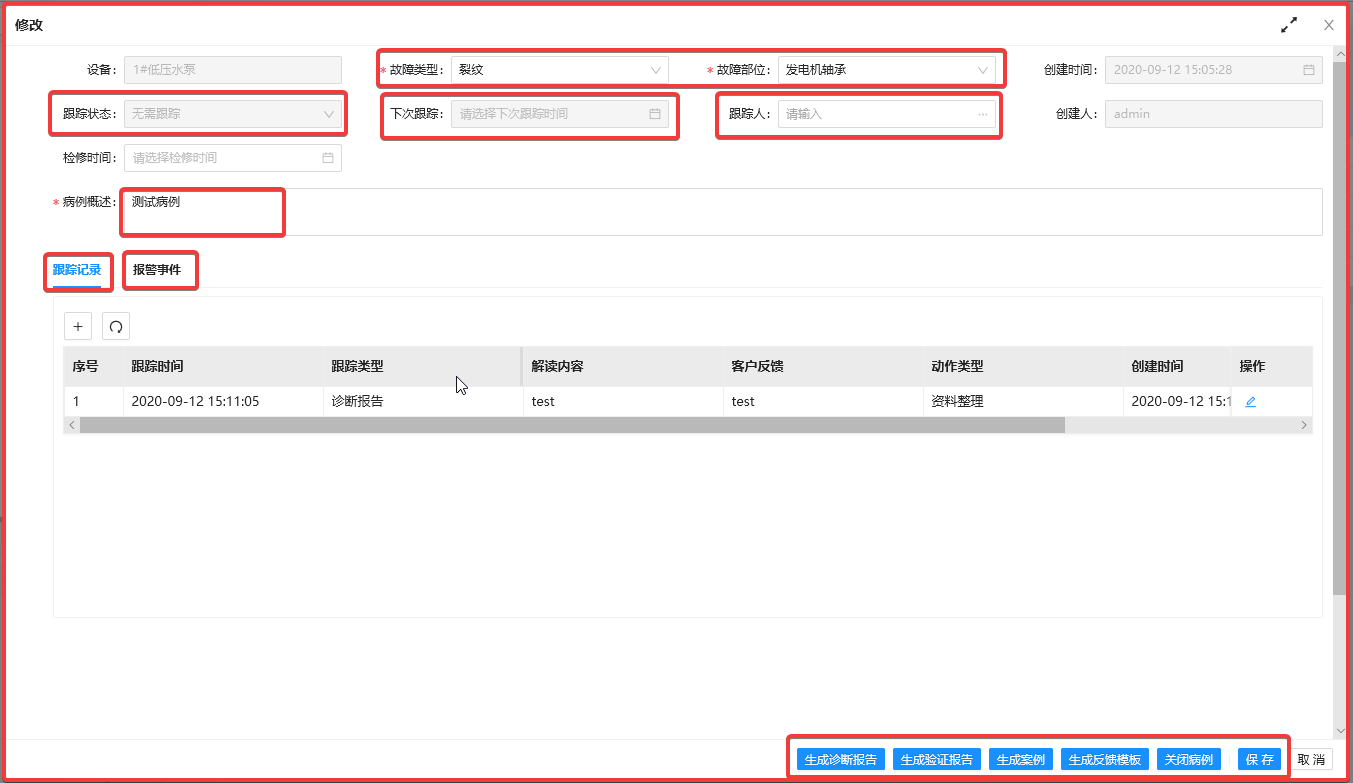 修改
设备: 1#低压水泵 * 故障类型: 裂纹 * 故障部位: 发电机轴承 创建时间: 2020-09-12 15:05:28
跟踪状态: 无需跟踪 下次跟踪: 请选择下次跟踪时间 跟踪人: 请输入 ··· 创建人: admin
检修时间: 请选择检修时间
* 病例概述: 测试病例
跟踪记录 报警事件
+
序号 跟踪时间 跟踪类型 解读内容 客户反馈 动作类型 创建时间 操作
1 2020-09-12 15:11:05 诊断报告 test test 资料整理 2020-09-12 15:1
生成诊断报告 生成验证报告 生成案例 生成反馈模板 关闭病例 保 存 取 消